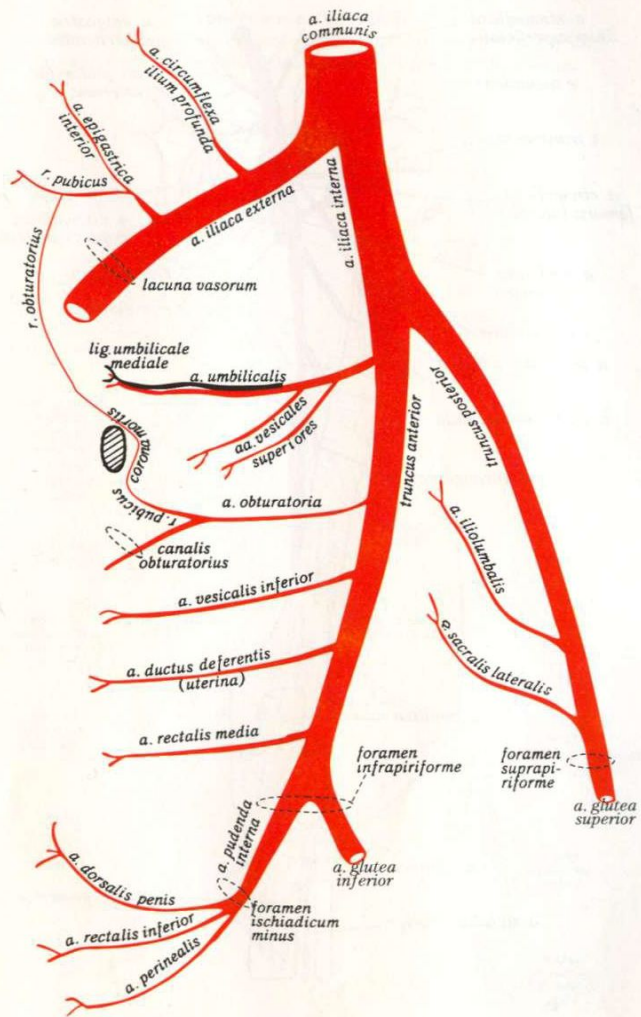 a. iliaca
communis
a. circumflexa
ilium profunda
a. epigastrica
interior
r. pubicus
a. iliaca externa
a. iliaca interna
r. obturatorius
lacuna vasorum
lig. umbilicale
mediale
a. umbilicalis
aa. vesicales
superiores
truncus anterior
truncus posterior
corona mortis
r. pubicus
a. obturatoria
canalis
obturatorius
a. iliolumbalis
a. vesicalis inferior
a. sacralis lateralis
a. ductus deferentis
(uterina)
a. rectalis media
foramen
infrapiriforme
foramen
suprapi-
riforme
a. glutea
superior
a. pudenda
interna
a. glutea
inferior
a. dorsalis penis
foramen
ischiadicum
minus
a. rectalis inferior
a. perinealis